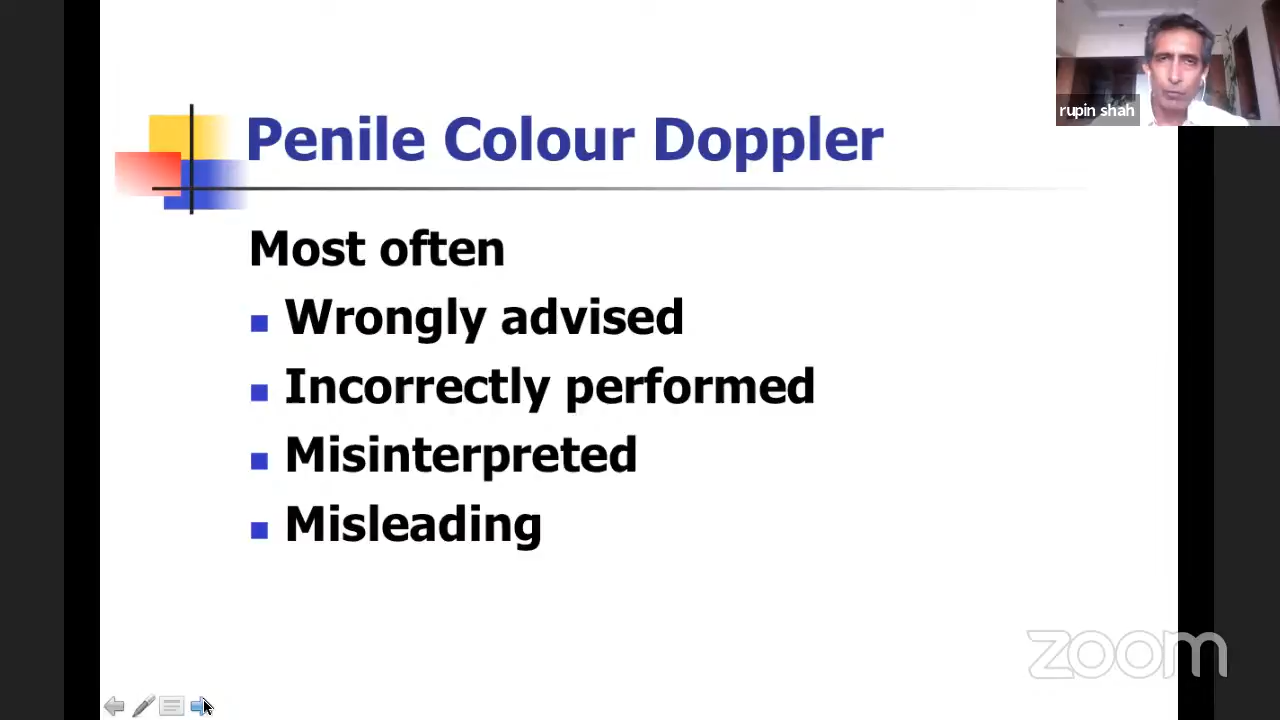 rupin shah
Penile Colour Doppler
Most often
Wrongly advised
Incorrectly performed
Misinterpreted
Misleading
zoom